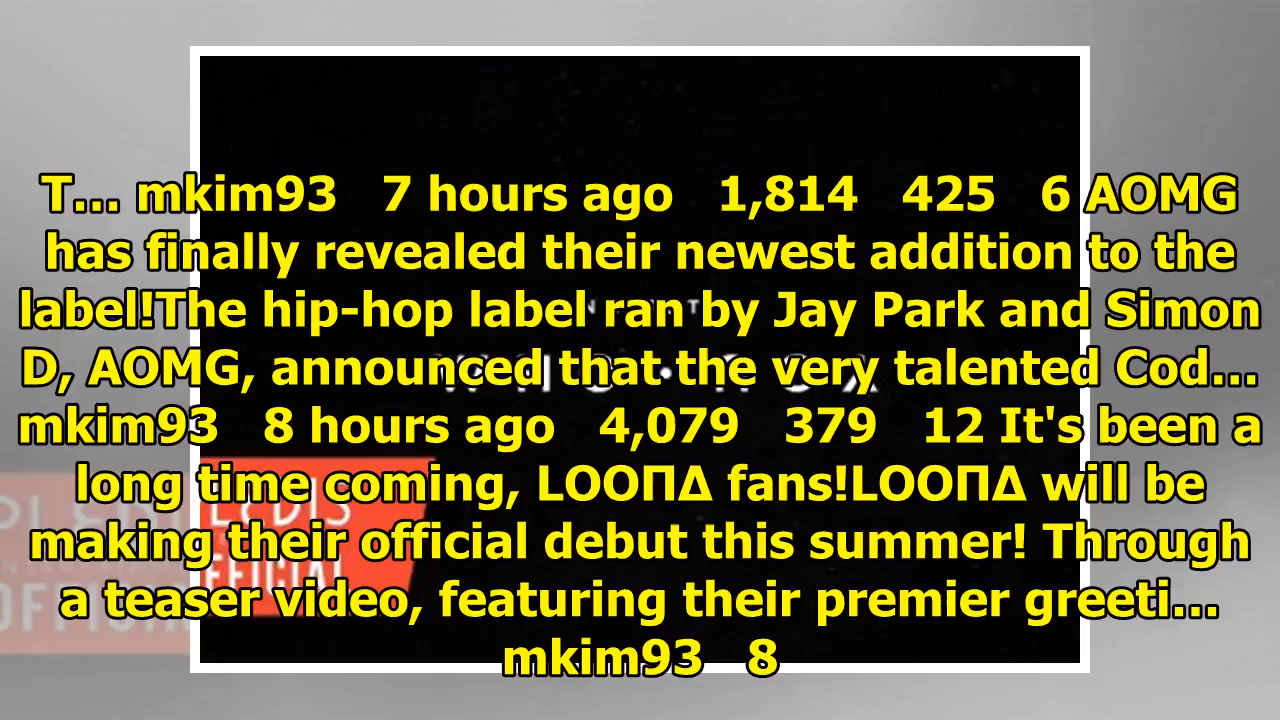 T... mkim93 7 hours ago 1,814 425 6 AOMG
has finally revealed their newest addition to the
label!The hip-hop label ran by Jay Park and Simon
D, AOMG, announced that the very talented Cod...
mkim93 8 hours ago 4,079 379 12 It's been a
long time coming, LOOΠΔ fans!LOOΠΔ will be
making their official debut this summer! Through
a teaser video, featuring their premier greeti...
mkim93 8